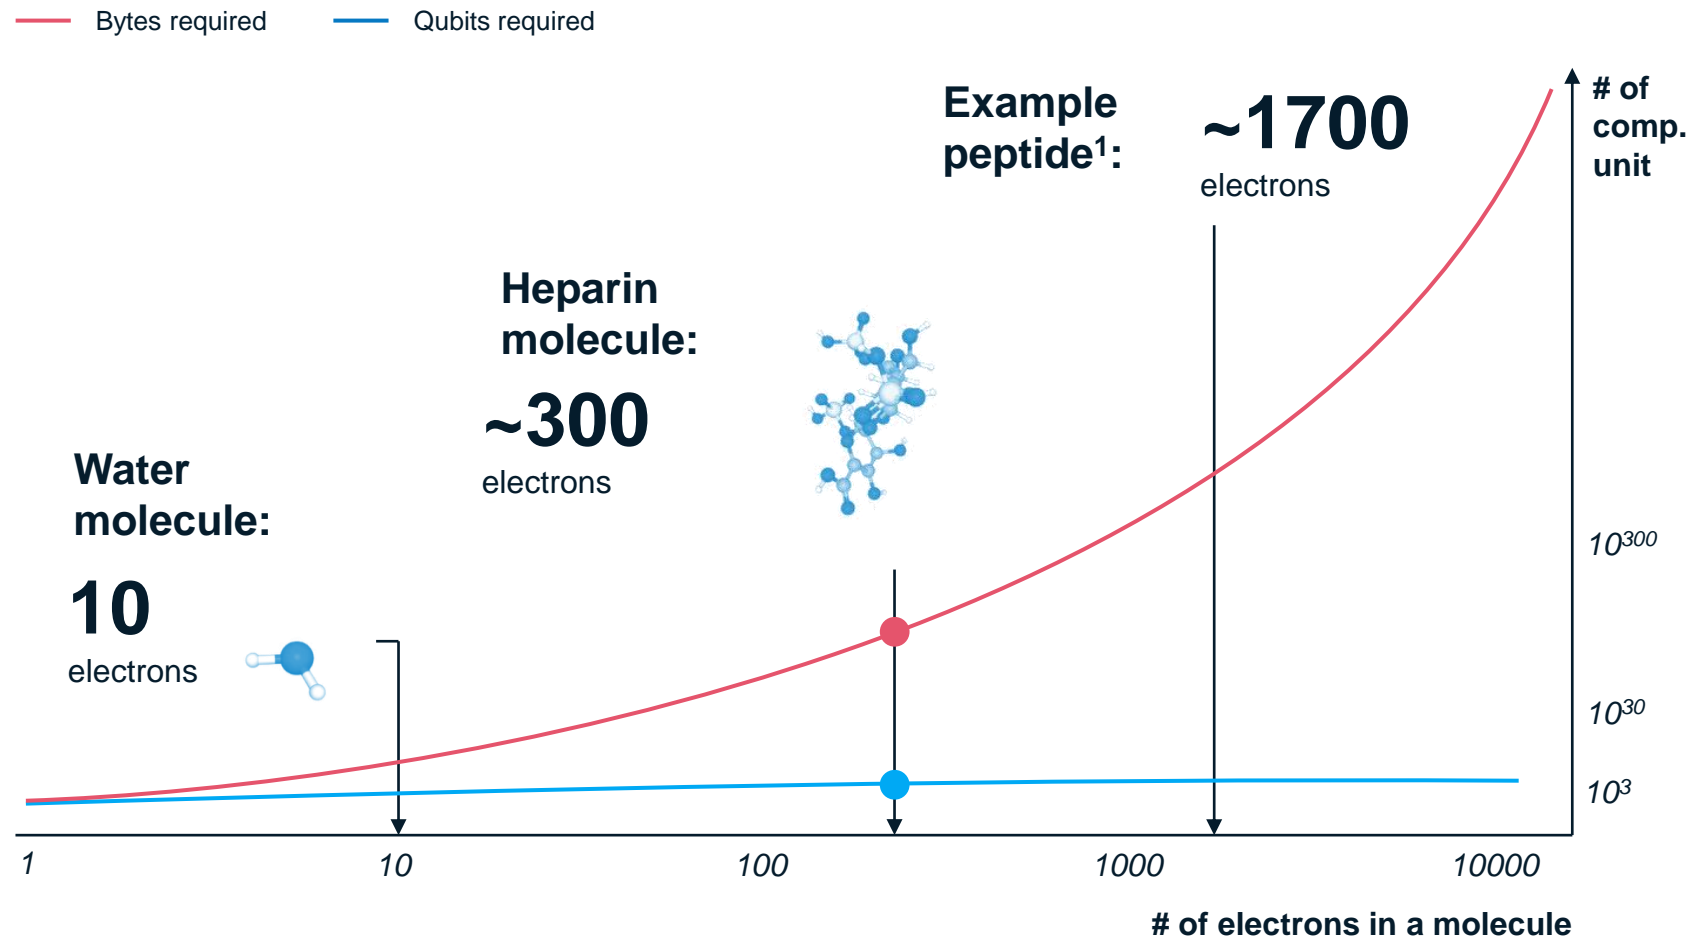 Bytes required
Qubits required
Example
peptide¹:
~1700
electrons
# of
comp.
unit
Heparin
molecule:
~300
electrons
Water
molecule:
10
electrons
10³⁰⁰
10³⁰
10³
1
10
100
1000
10000
# of electrons in a molecule